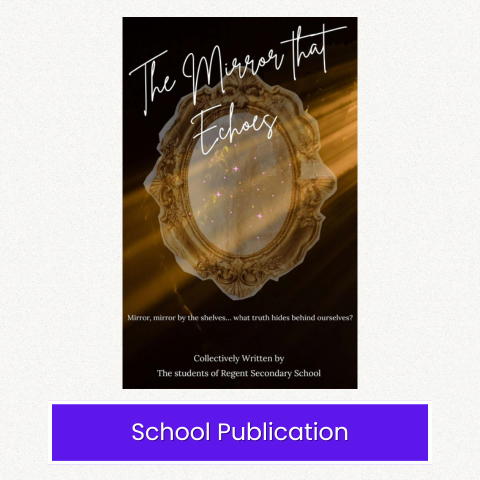 The Mirror that
Echoes
Mirror, mirror by the shelves... what truth hides behind ourselves?
Collectively Written by
The students of Regent Secondary School
School Publication